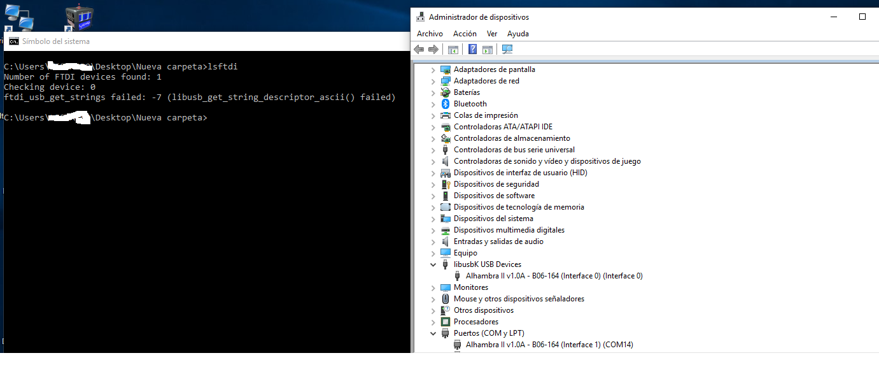 Símbolo del sistema
C:\Users\
\Desktop\Nueva carpeta>lsftdi
Number of FTDI devices found: 1
Checking device: 0
ftdi_usb_get_strings failed: -7 (libusb_get_string_descriptor_ascii() failed)
C:\Users\
\Desktop\Nueva carpeta>
Administrador de dispositivos
Archivo Acción Ver Ayuda
Adaptadores de pantalla
Adaptadores de red
Baterías
Bluetooth
Colas de impresión
Controladoras ATA/ATAPI IDE
Controladoras de almacenamiento
Controladoras de bus serie universal
Controladoras de sonido y vídeo y dispositivos de juego
Dispositivos de interfaz de usuario (HID)
Dispositivos de seguridad
Dispositivos de software
Dispositivos de tecnología de memoria
Dispositivos del sistema
Dispositivos multimedia digitales
Entradas y salidas de audio
Equipo
libusbK USB Devices
Alhambra II v1.0A - B06-164 (Interface 0) (Interface 0)
Monitores
Mouse y otros dispositivos señaladores
Otros dispositivos
Procesadores
Puertos (COM y LPT)
Alhambra II v1.0A - B06-164 (Interface 1) (COM14)